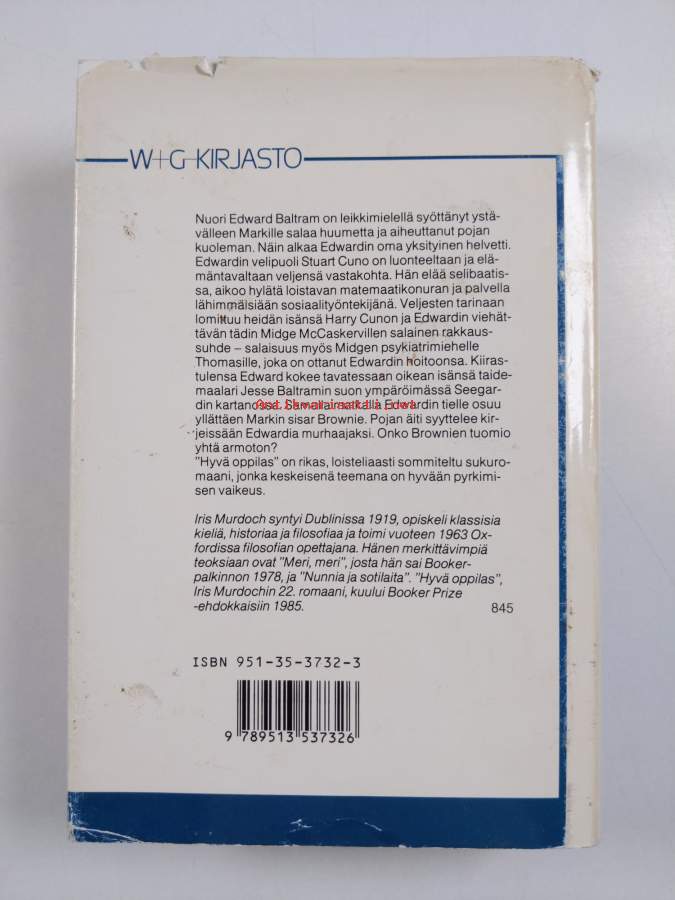 W+G-KIRJASTO
Nuori Edward Baltram on leikkimielellä syöttänyt ystä-
välleen Markille salaa huumetta ja aiheuttanut pojan
kuoleman. Näin alkaa Edwardin oma yksityinen helvetti.
Edwardin velipuoli Stuart Cuno on luonteeltaan ja elä-
mäntavaltaan veljensä vastakohta. Hän elää selibaatis-
sa, aikoo hylätä loistavan matemaatikonuran ja palvella
lähimmäisiään sosiaalityöntekijänä. Veljesten tarinaan
lomittuu heidän isänsä Harry Cunon ja Edwardin viehät-
tävän tädin Midge McCaskervillen salainen rakkaus-
suhde – salaisuus myös Midgen psykiatrimiehelle
Thomasille, joka on ottanut Edwardin hoitoonsa. Kiiras-
tulensa Edward kokee tavatessaan oikean isänsä taide-
maalari Jesse Baltramin suon ympäröimässä Seegar-
din kartanossa. Edwardin tielle osuu
yllättäen Markin sisar Brownie. Pojan äiti syyttelee kir-
jeissään Edwardia murhaajaksi. Onko Brownien tuomio
yhtä armoton?
"Hyvä oppilas" on rikas, loisteliaasti sommiteltu sukuro-
maani, jonka keskeisenä teemana on hyvään pyrkimi-
sen vaikeus.
Iris Murdoch syntyi Dublinissa 1919, opiskeli klassisia
kieliä, historiaa ja filosofiaa ja toimi vuoteen 1963 Ox-
fordissa filosofian opettajana. Hänen merkittävimpiä
teoksiaan ovat "Meri, meri", josta hän sai Booker-
palkinnon 1978, ja "Nunnia ja sotilaita". "Hyvä oppilas",
Iris Murdochin 22. romaani, kuului Booker Prize
-ehdokkaisiin 1985. 845
ISBN 951-35-3732-3
9 789513 537326